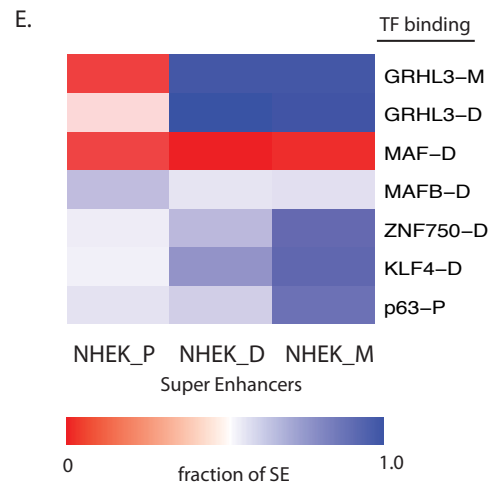 E.
TF binding
GRHL3–M
GRHL3–D
MAF–D
MAFB–D
ZNF750–D
KLF4–D
p63–P
NHEK_P NHEK_D NHEK_M
Super Enhancers
0 1.0
fraction of SE